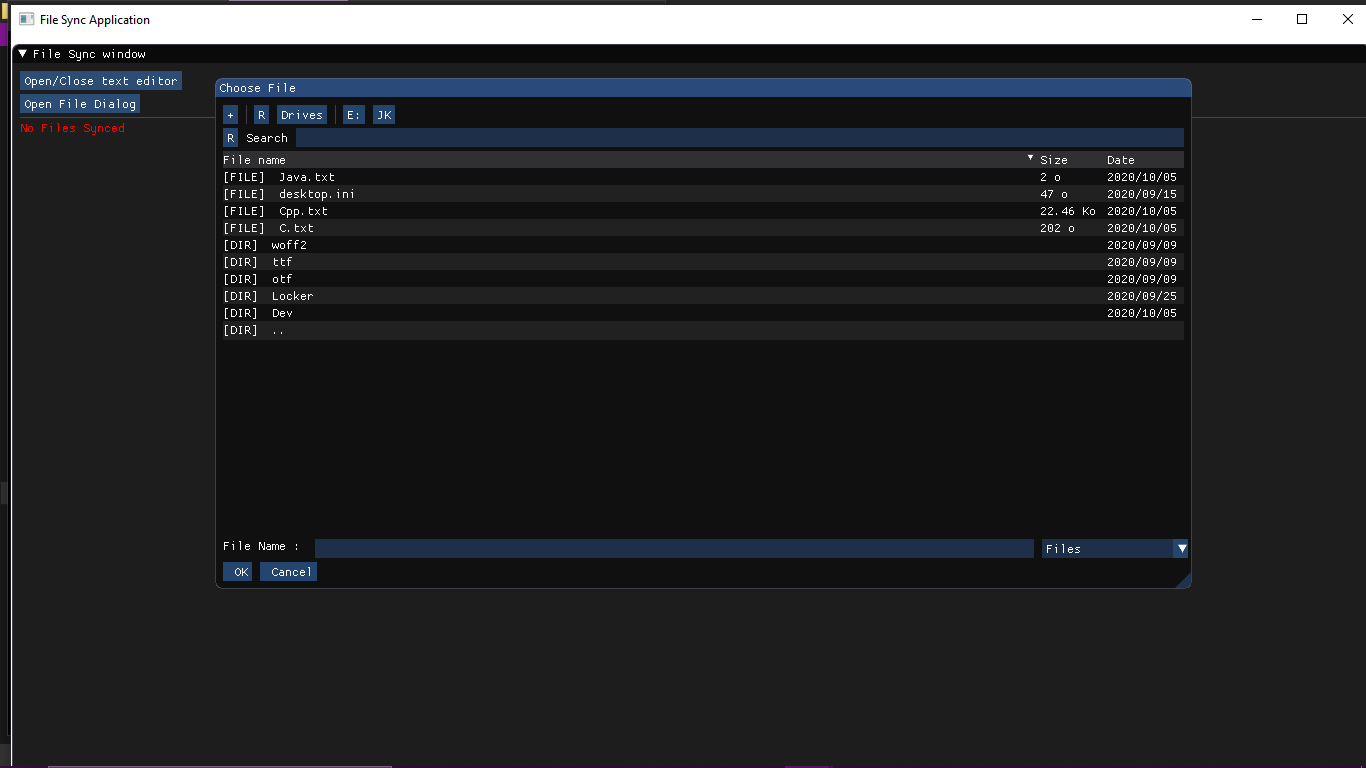 File Sync Application
▼ File Sync window
Open/Close text editor
Open File Dialog
No Files Synced
Choose File
+ R Drives E: JK
R Search
File name ▼ Size Date
[FILE] Java.txt 2 o 2020/10/05
[FILE] desktop.ini 47 o 2020/09/15
[FILE] Cpp.txt 22.46 Ko 2020/10/05
[FILE] C.txt 202 o 2020/10/05
[DIR] woff2 2020/09/09
[DIR] ttf 2020/09/09
[DIR] otf 2020/09/09
[DIR] Locker 2020/09/25
[DIR] Dev 2020/10/05
[DIR] ..
File Name : Files ▼
OK Cancel